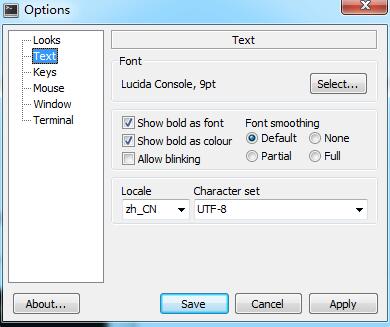 Options
Looks
Text
Keys
Mouse
Window
Terminal
Text
Font
Lucida Console, 9pt
Select...
Show bold as font
Show bold as colour
Allow blinking
Font smoothing
Default
None
Partial
Full
Locale
Character set
zh_CN
UTF-8
About...
Save
Cancel
Apply